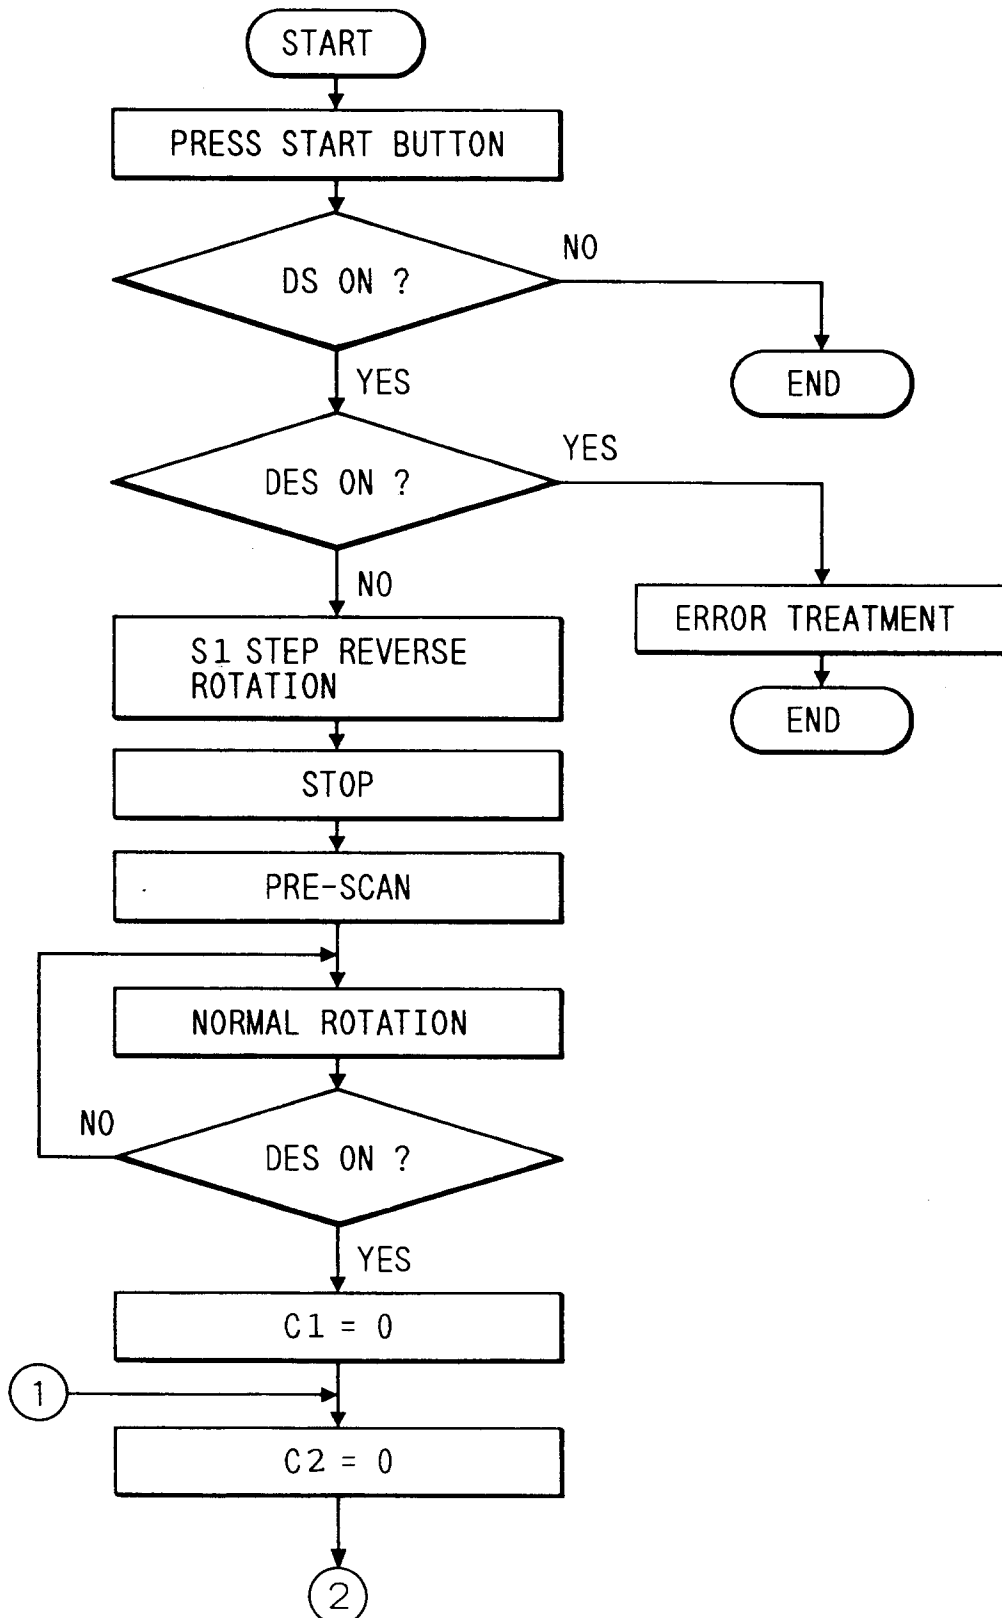 START
PRESS START BUTTON
DS ON ?
NO
END
YES
DES ON ?
YES
NO
ERROR TREATMENT
END
S1 STEP REVERSE
ROTATION
STOP
PRE-SCAN
NORMAL ROTATION
NO
DES ON ?
YES
C1 = 0
1
C2 = 0
2